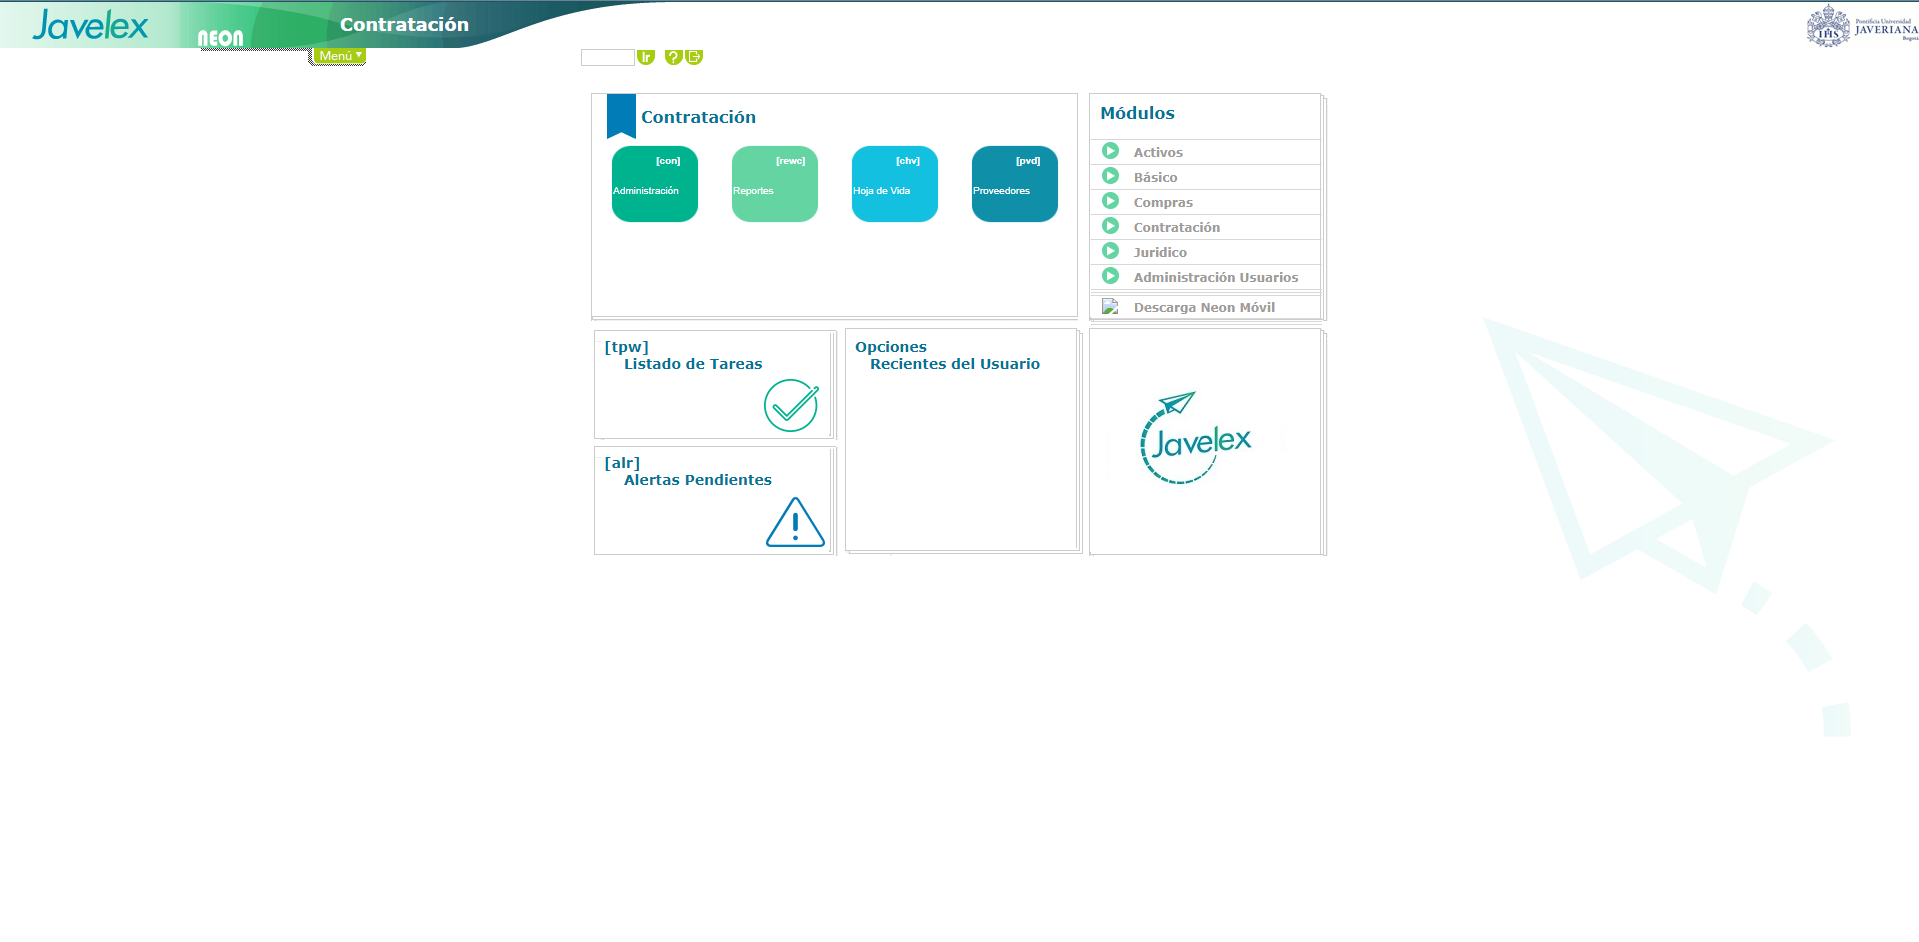 Javelex
NEON
Contratación
Pontificia Universidad
JAVERIANA
Bogotá
Menú
Ir
?
Contratación
[con]
Administración
[rewc]
Reportes
[chv]
Hoja de Vida
[pvd]
Proveedores
Módulos
Activos
Básico
Compras
Contratación
Juridico
Administración Usuarios
Descarga Neon Móvil
[tpw]
Listado de Tareas
[alr]
Alertas Pendientes
Opciones
Recientes del Usuario
Javelex